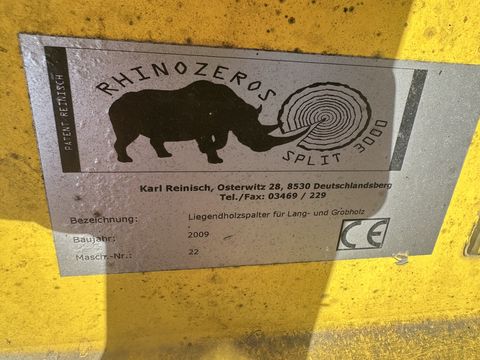 PATENT REINISCH
RHINOZEROS
SPLIT 3000
Karl Reinisch, Osterwitz 28, 8530 Deutschlandsberg
Tel./Fax: 03469 / 229
Bezeichnung: Liegendholzspalter für Lang- und Grobholz
Baujahr: 2009
Masch.-Nr.: 22
CE